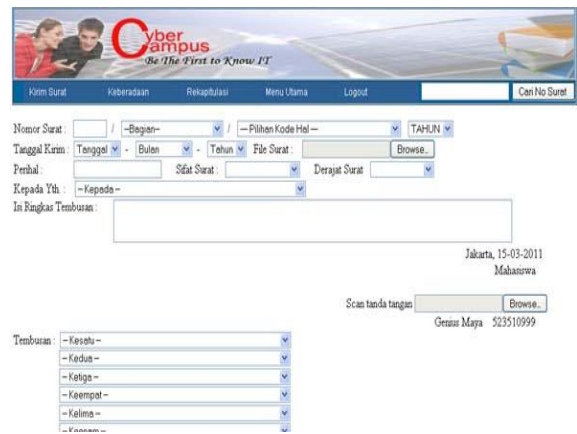 Cyber Campus
Be The First to Know IT
Kirim Surat Keberadaan Rekapitulasi Menu Utama Logout Cari No Surat
Nomor Surat : / --Bagian-- / -- Pilihan Kode Hal -- TAHUN
Tanggal Kirim : Tanggal - Bulan - Tahun File Surat : Browse..
Perihal : Sifat Surat : Derajat Surat
Kepada Yth : -- Kepada --
Isi Ringkas Tembusan :
Jakarta, 15-03-2011
Mahasiswa
Scan tanda tangan Browse..
Genius Maya 523510999
Tembusan : -- Kesatu --
-- Kedua --
-- Ketiga --
-- Keempat --
-- Kelima --
-- Keenam --